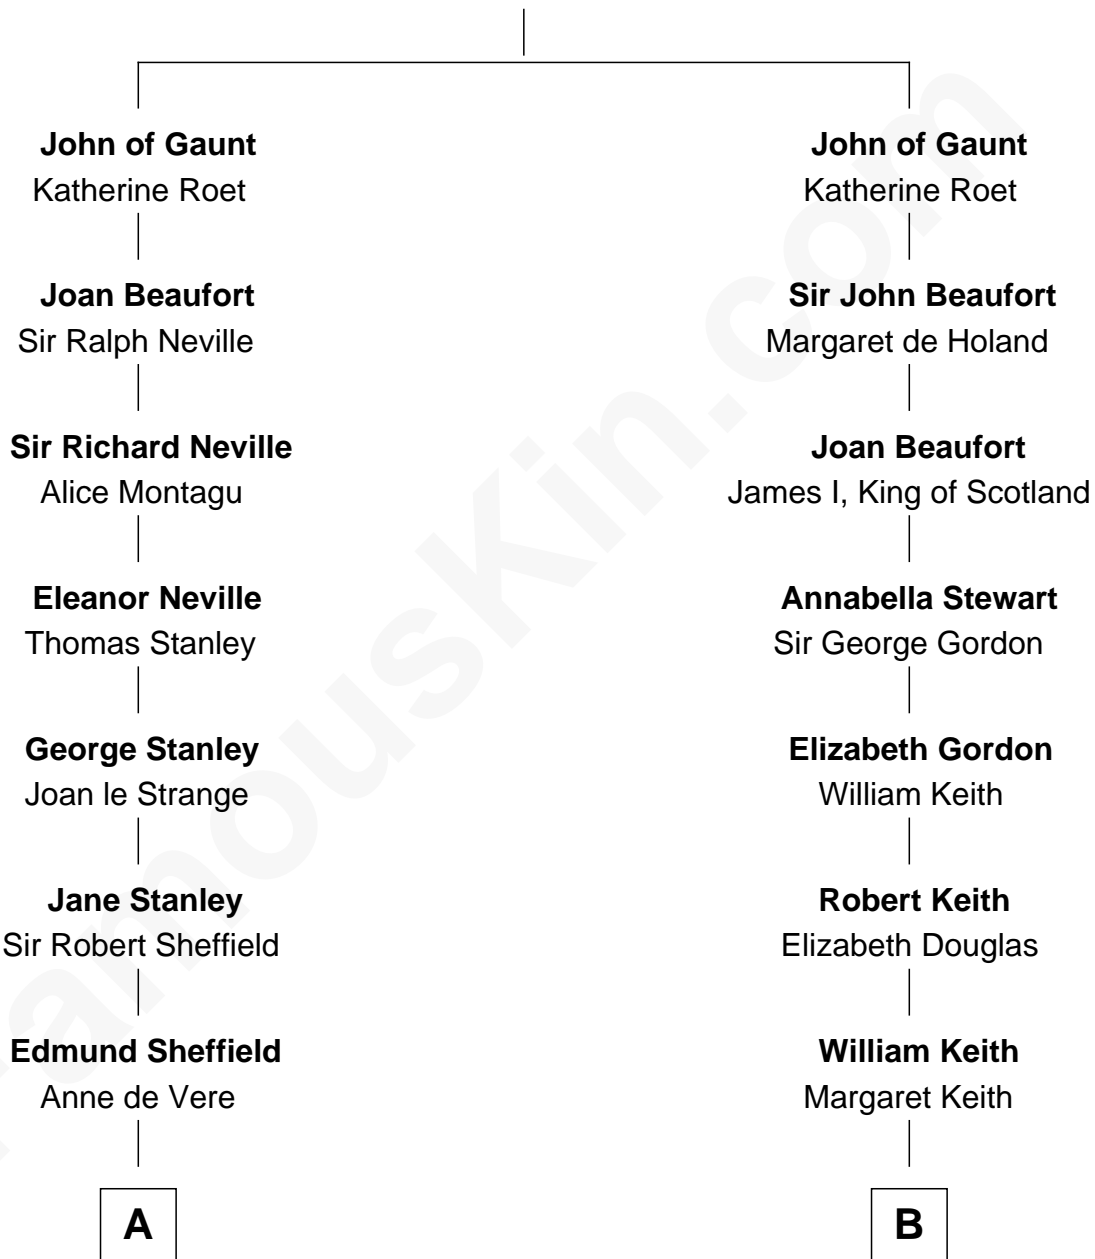 John of Gaunt
Katherine Roet
Joan Beaufort
Sir Ralph Neville
Sir Richard Neville
Alice Montagu
Eleanor Neville
Thomas Stanley
George Stanley
Joan le Strange
Jane Stanley
Sir Robert Sheffield
Edmund Sheffield
Anne de Vere
A
John of Gaunt
Katherine Roet
Sir John Beaufort
Margaret de Holand
Joan Beaufort
James I, King of Scotland
Annabella Stewart
Sir George Gordon
Elizabeth Gordon
William Keith
Robert Keith
Elizabeth Douglas
William Keith
Margaret Keith
B
FamousKin.com